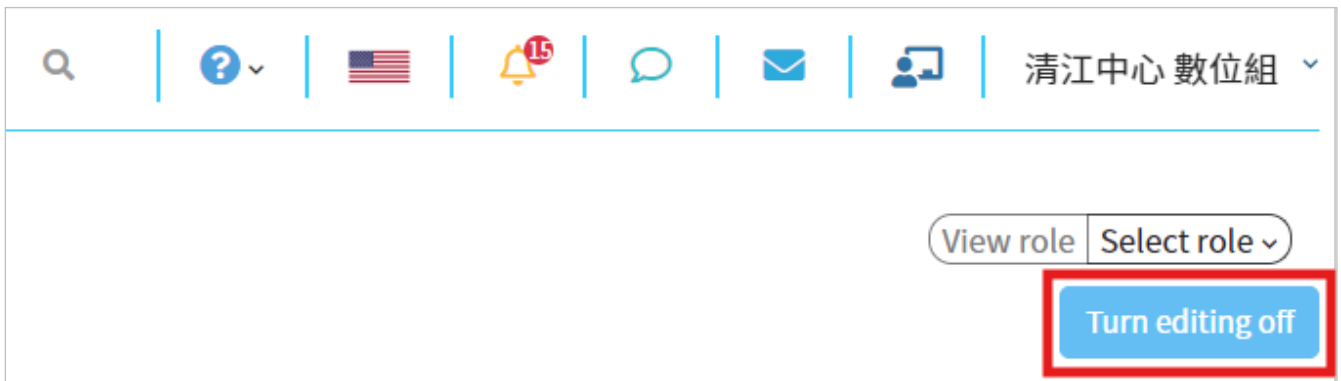 ? 15 清江中心 數位組
View role Select role
Turn editing off